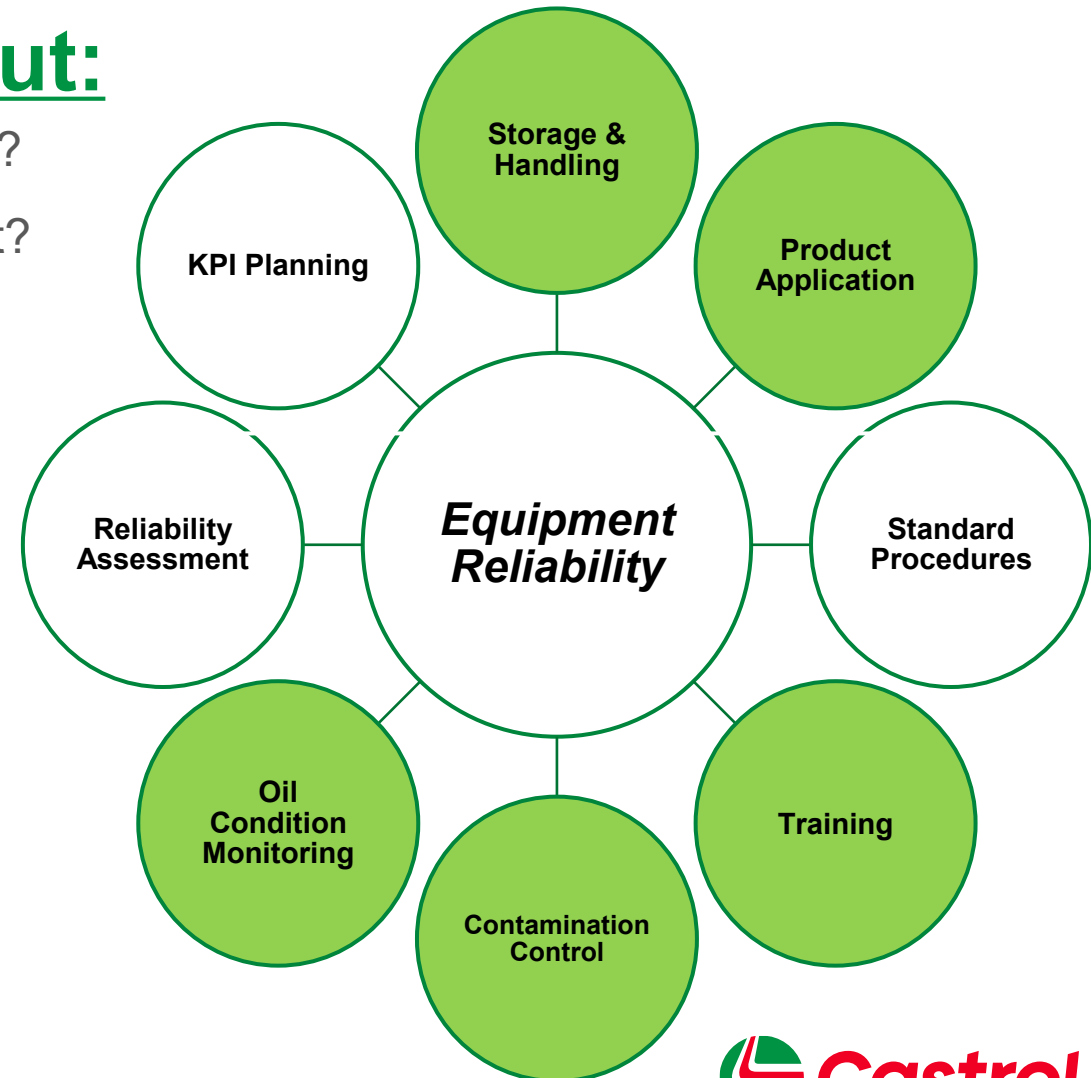 ut:
?
t?
Storage &
Handling
KPI Planning
Product
Application
Reliability
Assessment
Equipment
Reliability
Standard
Procedures
Oil
Condition
Monitoring
Training
Contamination
Control
Castrol